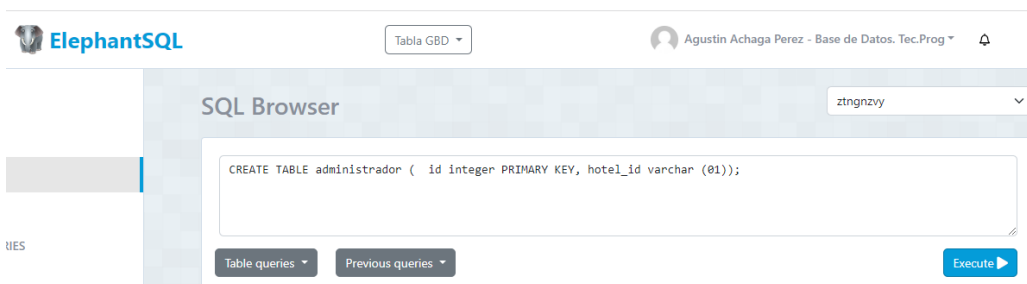 ElephantSQL
Tabla GBD
Agustin Achaga Perez - Base de Datos. Tec.Prog
SQL Browser
ztngnzvy
CREATE TABLE administrador (  id integer PRIMARY KEY, hotel_id varchar (01));
RIES
Table queries
Previous queries
Execute